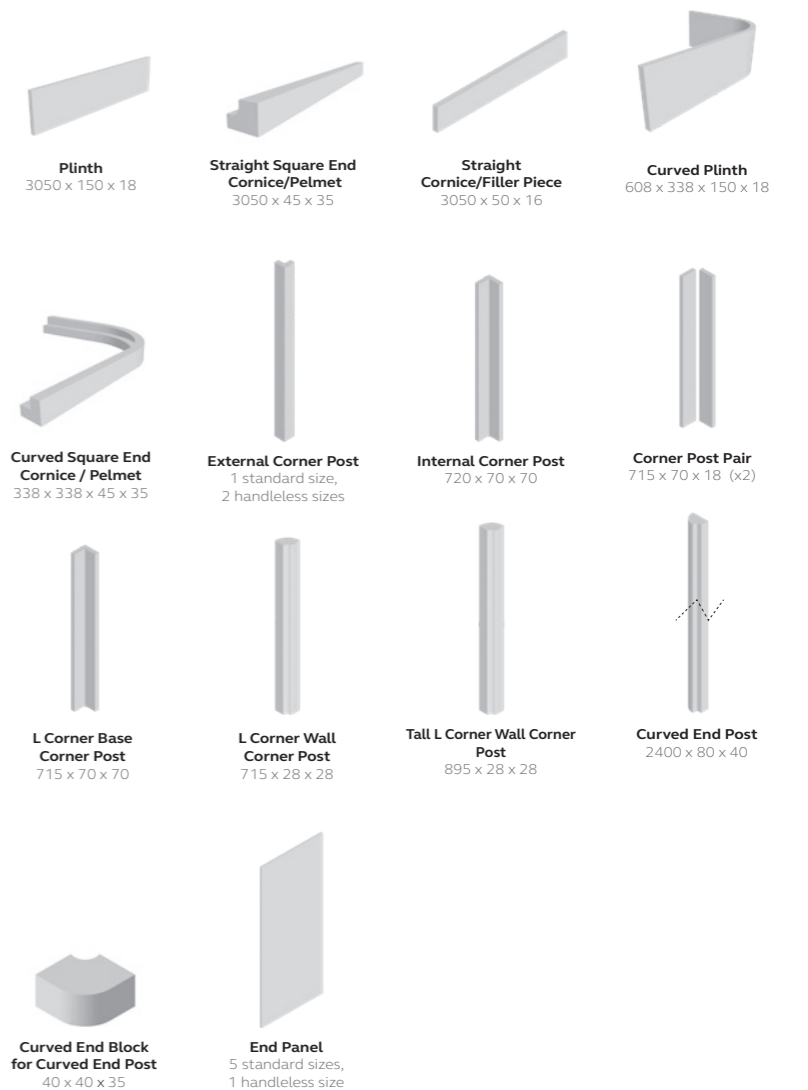 Plinth
3050 x 150 x 18
Straight Square End
Cornice/Pelmet
3050 x 45 x 35
Straight
Cornice/Filler Piece
3050 x 50 x 16
Curved Plinth
608 x 338 x 150 x 18
Curved Square End
Cornice / Pelmet
338 x 338 x 45 x 35
External Corner Post
1 standard size,
2 handleless sizes
Internal Corner Post
720 x 70 x 70
Corner Post Pair
715 x 70 x 18 (x2)
L Corner Base
Corner Post
715 x 70 x 70
L Corner Wall
Corner Post
715 x 28 x 28
Tall L Corner Wall Corner
Post
895 x 28 x 28
Curved End Post
2400 x 80 x 40
Curved End Block
for Curved End Post
40 x 40 x 35
End Panel
5 standard sizes,
1 handleless size